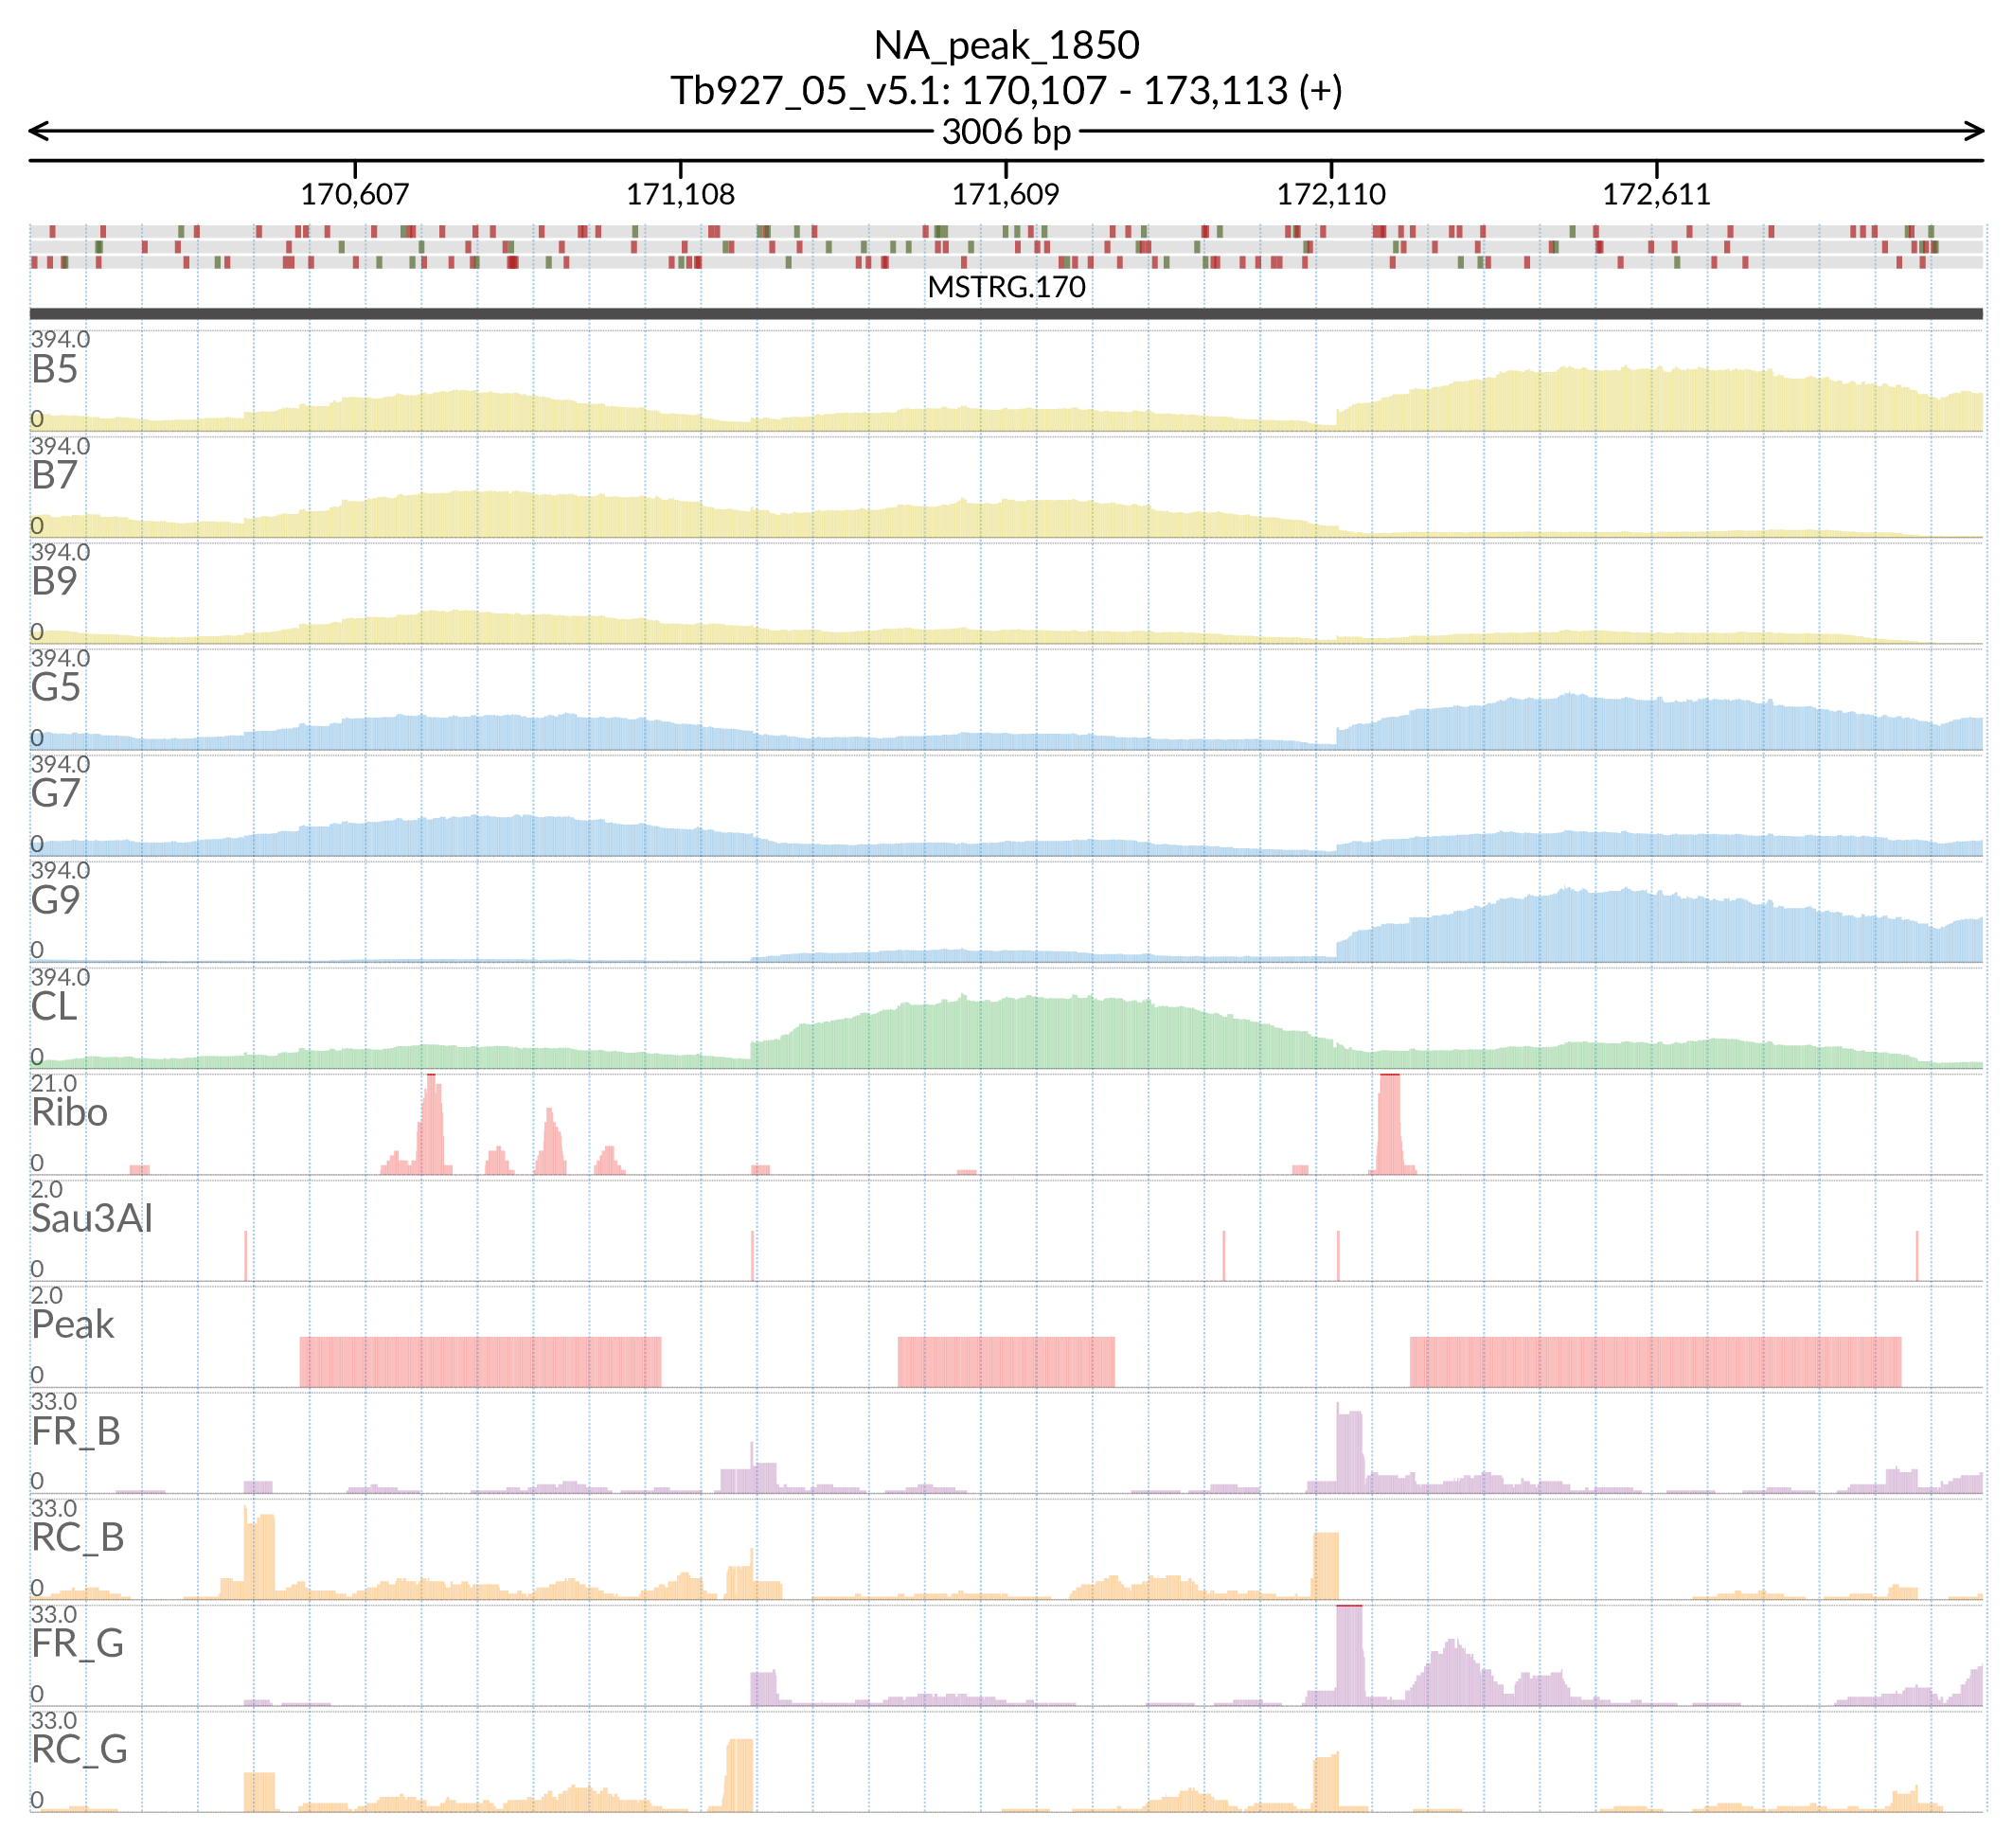 NA_peak_1850
Tb927_05_v5.1: 170,107 - 173,113 (+)
3006 bp
170,607 171,108 171,609 172,110 172,611
MSTRG.170
394.0
B5
0
394.0
B7
0
394.0
B9
0
394.0
G5
0
394.0
G7
0
394.0
G9
0
394.0
CL
0
21.0
Ribo
0
2.0
Sau3AI
0
2.0
Peak
0
33.0
FR_B
0
33.0
RC_B
0
33.0
FR_G
0
33.0
RC_G
0